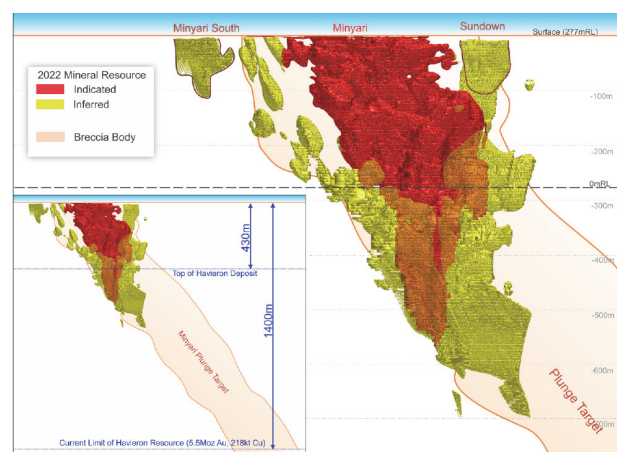 Minyari South
Minyari
Sundown
Surface (277mRL)
2022 Mineral Resource
Indicated
Inferred
Breccia Body
-100m
-200m
0mRL
-300m
-400m
-500m
-600m
-700m
Plunge Target
430m
Top of Havieron Deposit
1400m
Minyari Plunge Target
Current Limit of Havieron Resource (5.5Moz Au, 218kt Cu)